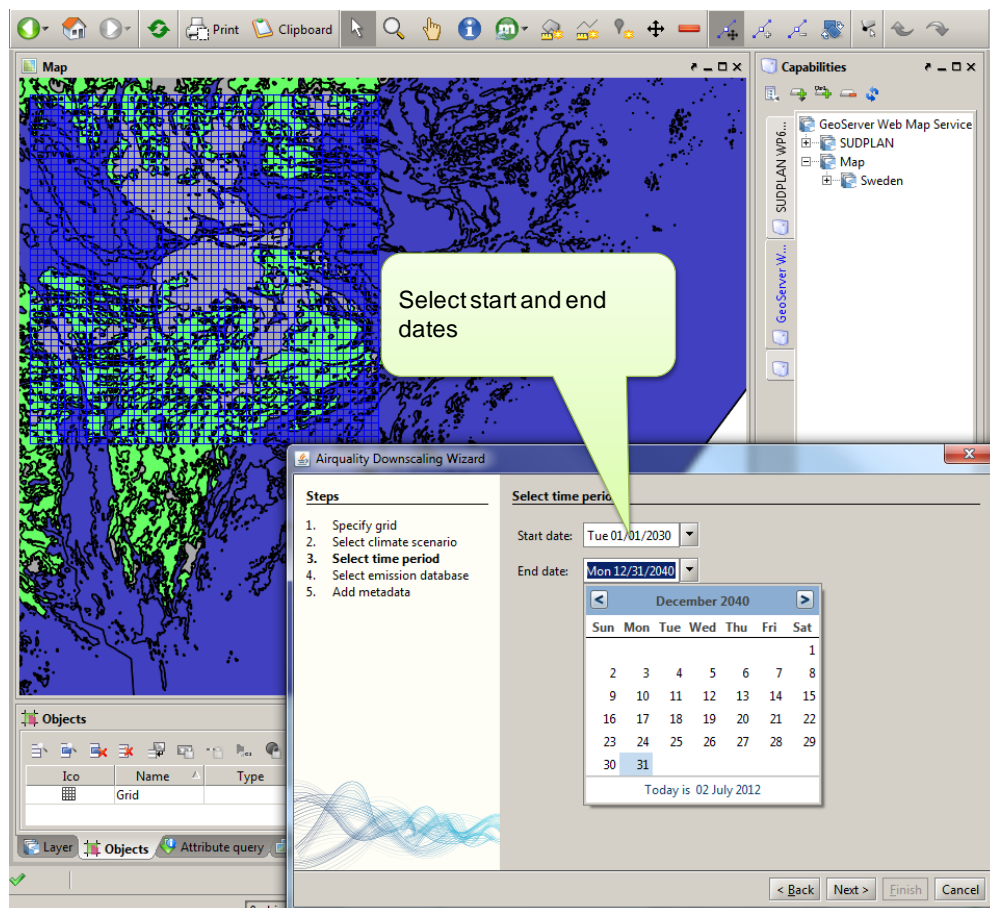 Print
Clipboard
Map
Capabilities
SUDPLAN WP6...
GeoServer W...
GeoServer Web Map Service
SUDPLAN
Map
Sweden
Select start and end
dates
Airquality Downscaling Wizard
Steps
1. Specify grid
2. Select climate scenario
3. Select time period
4. Select emission database
5. Add metadata
Select time period
Start date: Tue 01/01/2030
End date: Mon 12/31/2040
December 2040
Sun Mon Tue Wed Thu Fri Sat
1
2 3 4 5 6 7 8
9 10 11 12 13 14 15
16 17 18 19 20 21 22
23 24 25 26 27 28 29
30 31
Today is 02 July 2012
Objects
Ico Name Type
Grid
Layer Objects Attribute query
< Back Next > Finish Cancel